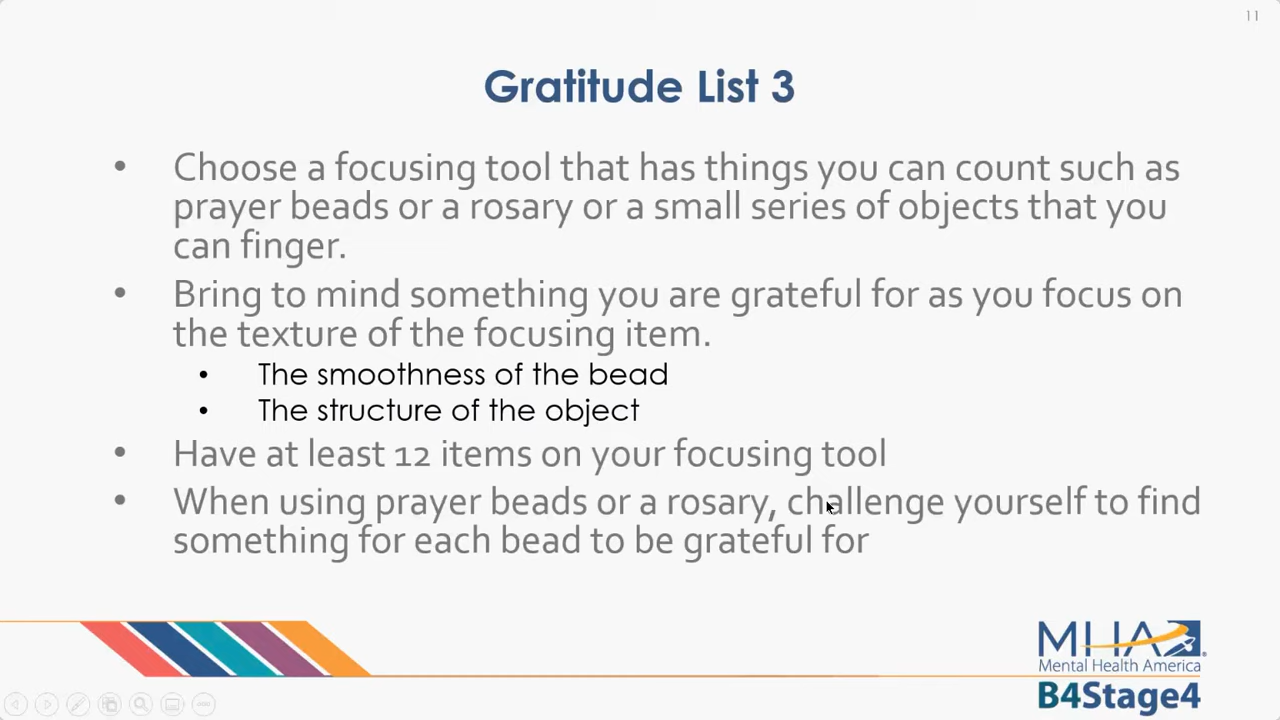 11
Gratitude List 3
• Choose a focusing tool that has things you can count such as
prayer beads or a rosary or a small series of objects that you
can finger.
• Bring to mind something you are grateful for as you focus on
the texture of the focusing item.
• The smoothness of the bead
• The structure of the object
• Have at least 12 items on your focusing tool
• When using prayer beads or a rosary, challenge yourself to find
something for each bead to be grateful for
MHA®
Mental Health America
B4Stage4